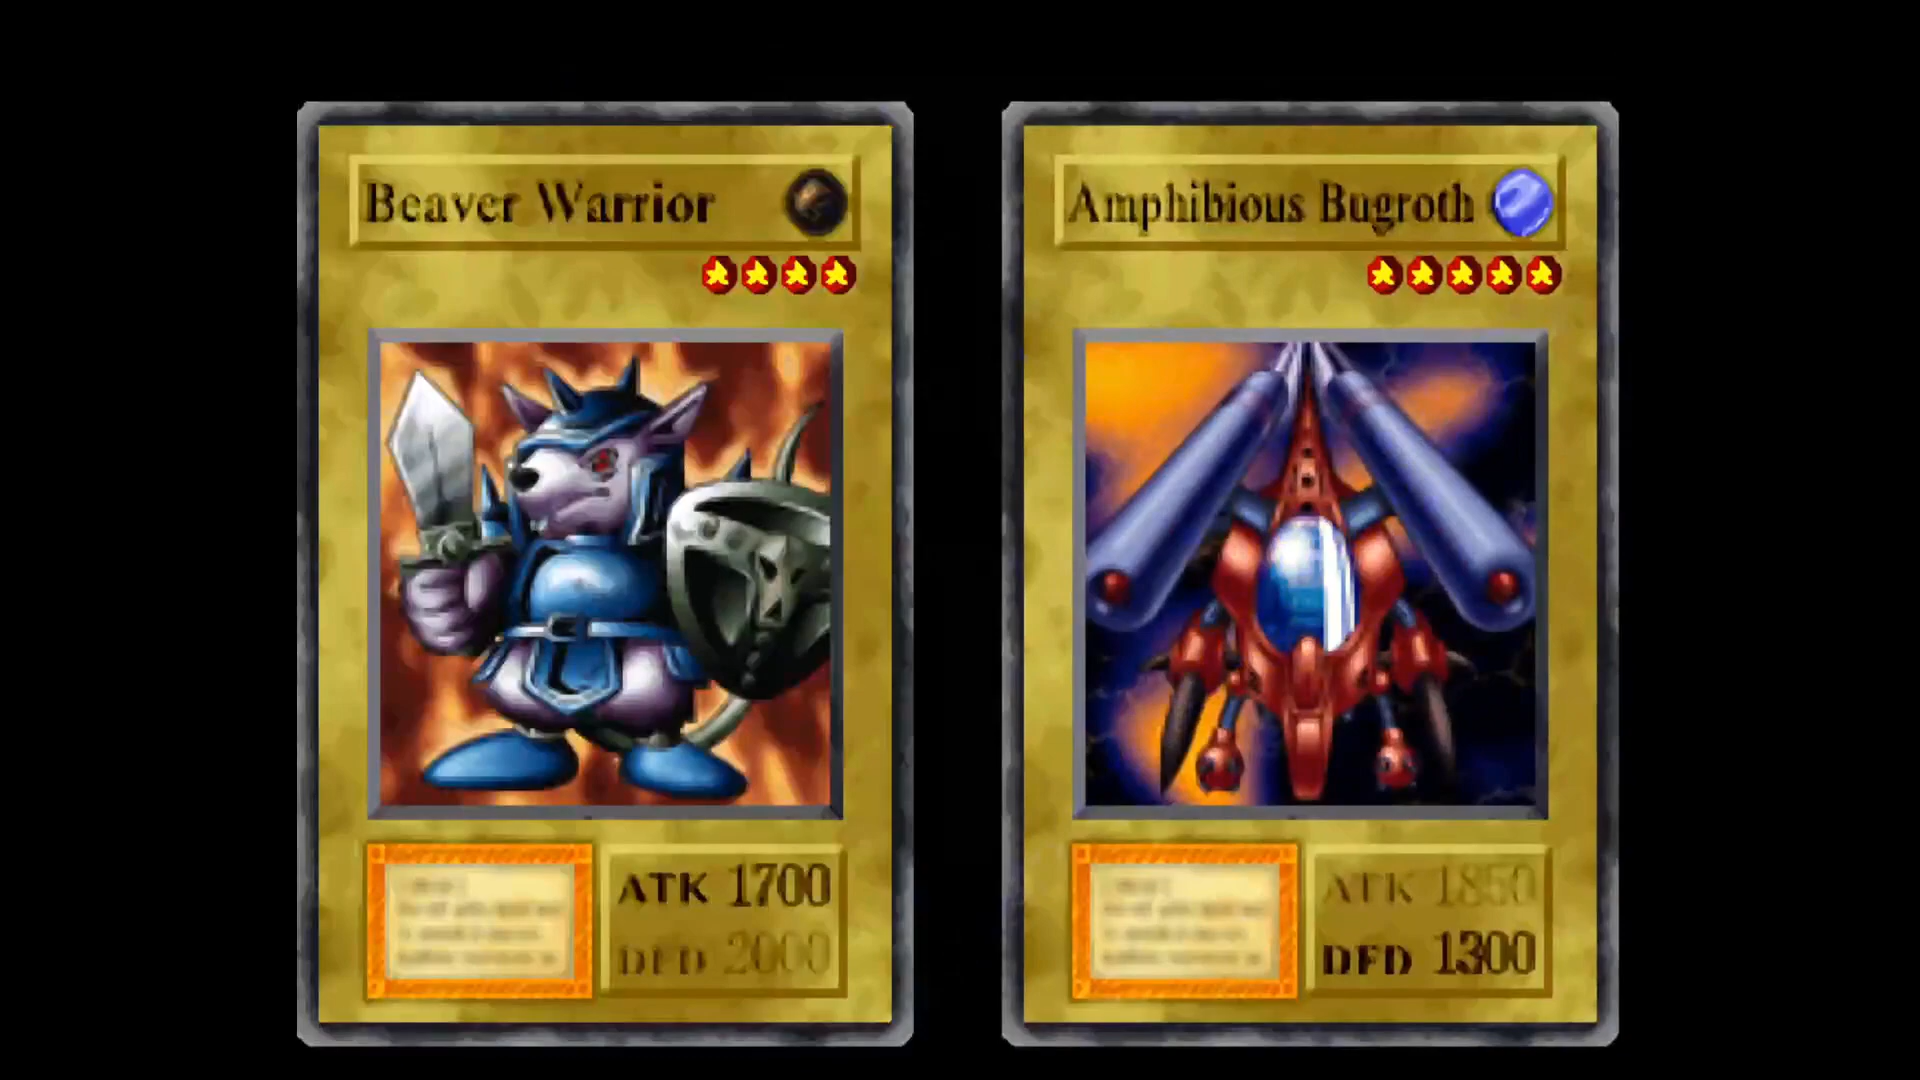 Beaver Warrior
ATK 1700
DFD 2000
Amphibious Bugroth
ATK 1850
DFD 1300